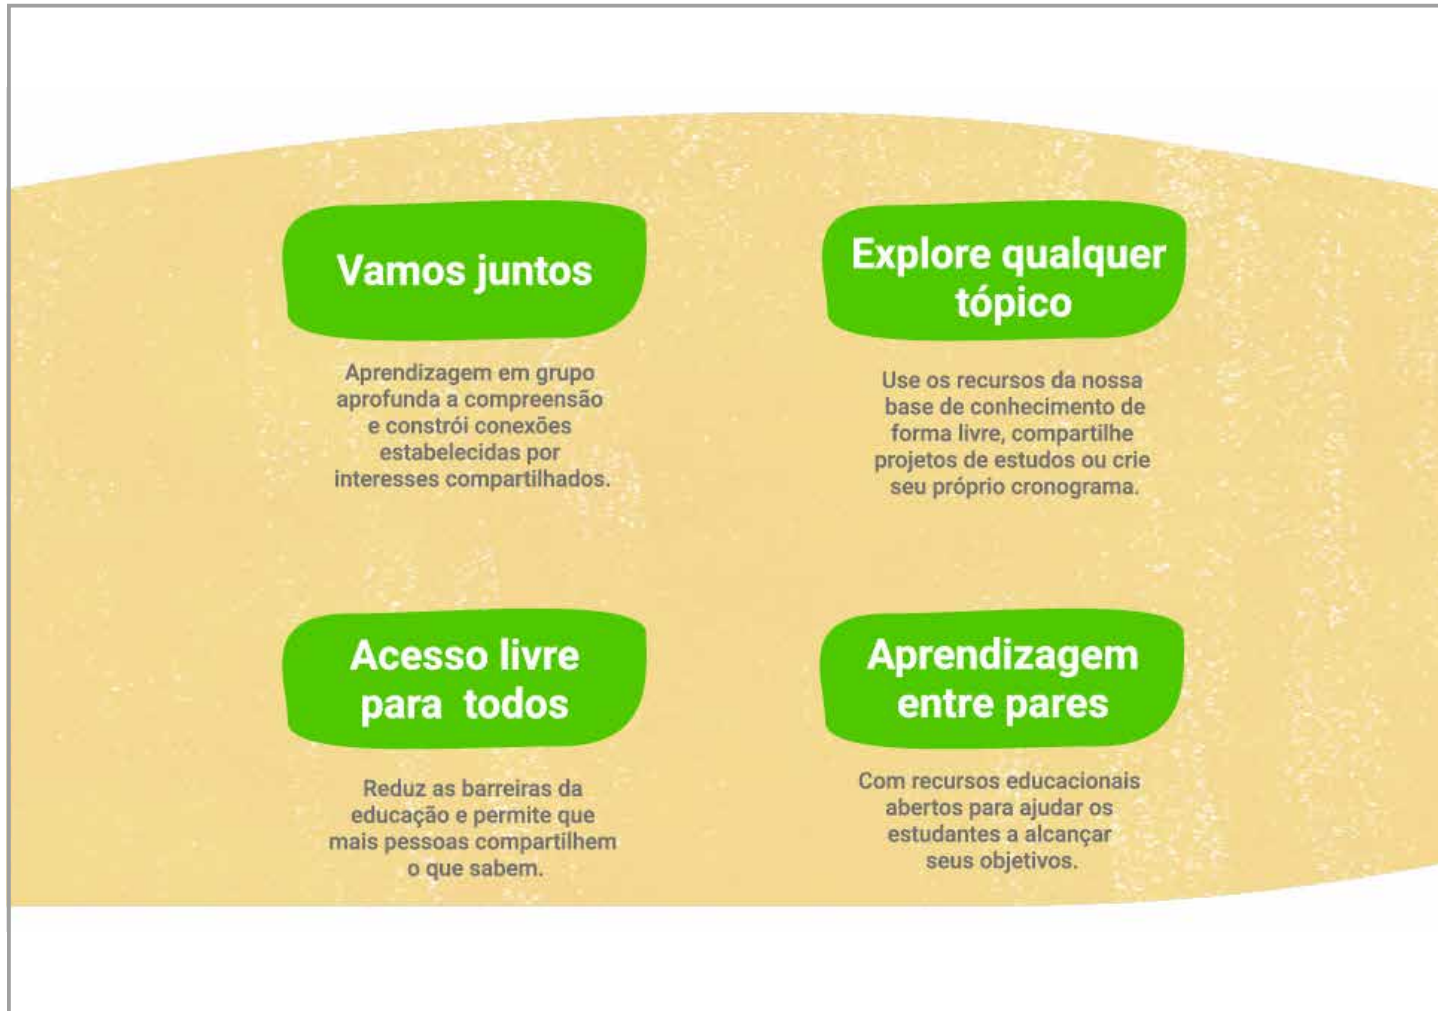 Vamos juntos
Aprendizagem em grupo
aprofunda a compreensão
e constrói conexões
estabelecidas por
interesses compartilhados.
Explore qualquer
tópico
Use os recursos da nossa
base de conhecimento de
forma livre, compartilhe
projetos de estudos ou crie
seu próprio cronograma.
Acesso livre
para todos
Reduz as barreiras da
educação e permite que
mais pessoas compartilhem
o que sabem.
Aprendizagem
entre pares
Com recursos educacionais
abertos para ajudar os
estudantes a alcançar
seus objetivos.